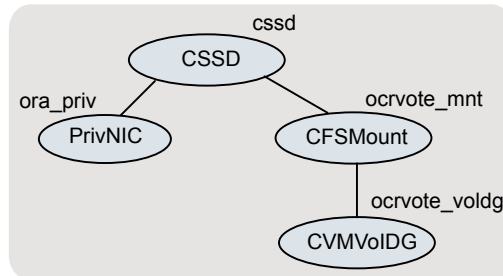 cssd
CSSD
ora_priv
ocrvote_mnt
PrivNIC
CFSMount
ocrvote_voldg
CVMVolDG